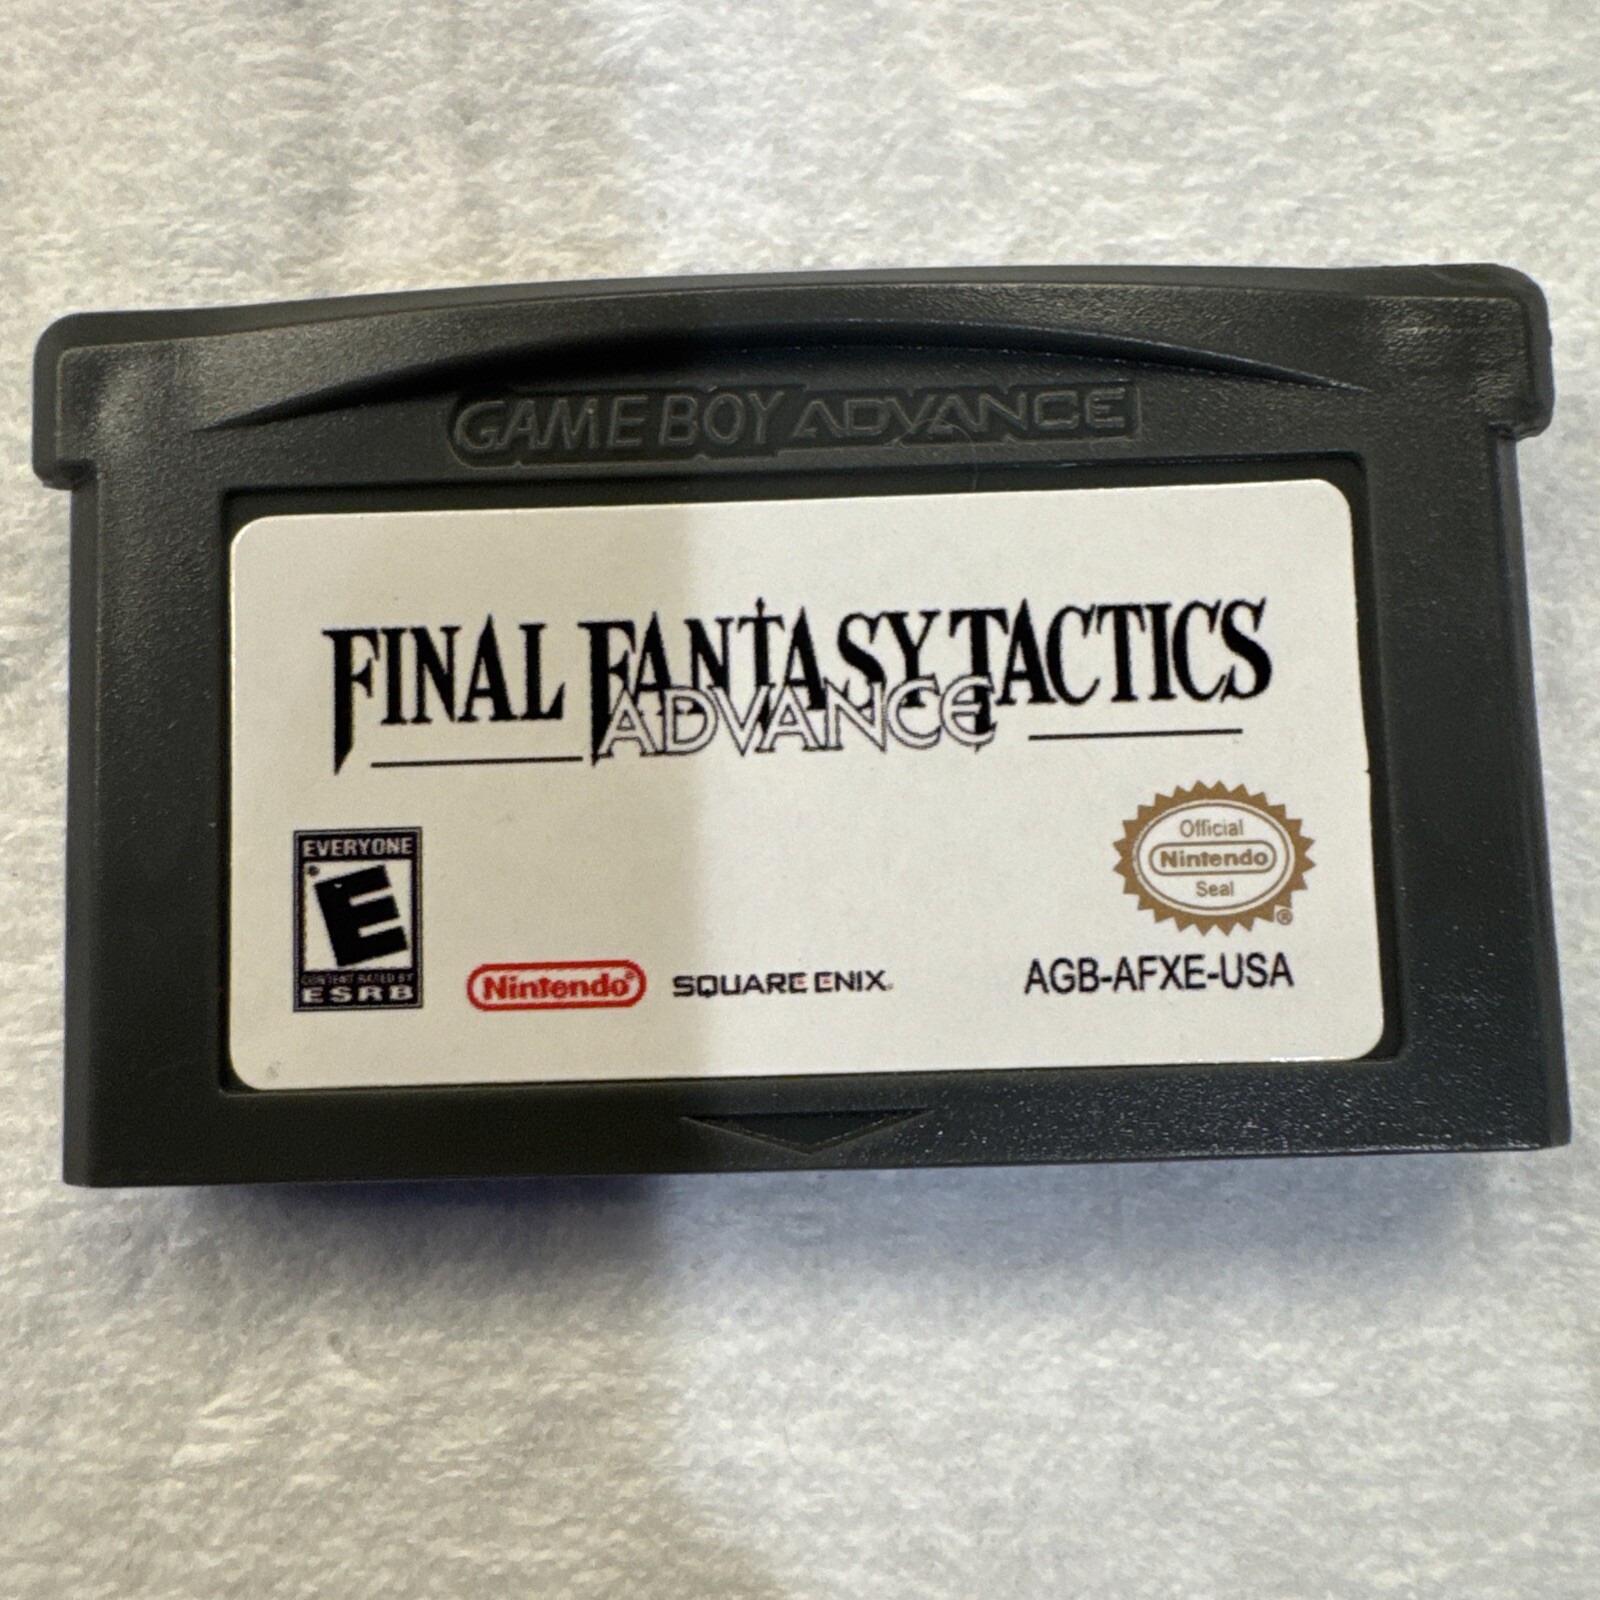 GAME BOY ADVANCE
FINAL FANTASY TACTICS
ADVANCE
EVERYONE
E
CONTENT RATED BY
ESRB
Nintendo®
SQUARE ENIX.
Official
Nintendo
Seal
®
AGB-AFXE-USA